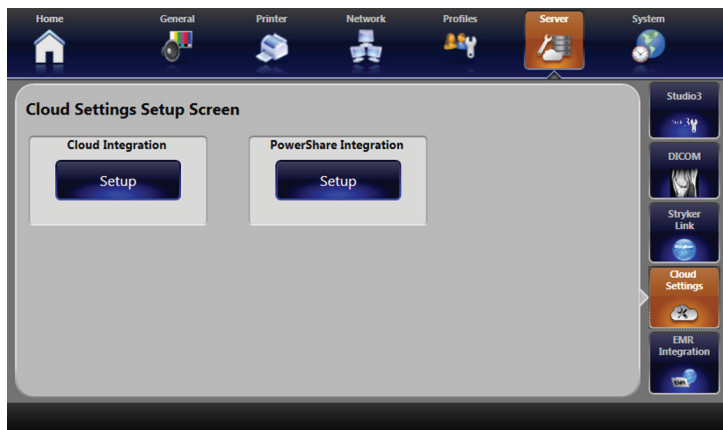 Home General Printer Network Profiles Server System
Cloud Settings Setup Screen
Cloud Integration PowerShare Integration
Setup Setup
Studio3
DICOM
Stryker
Link
Cloud
Settings
EMR
Integration
EMR